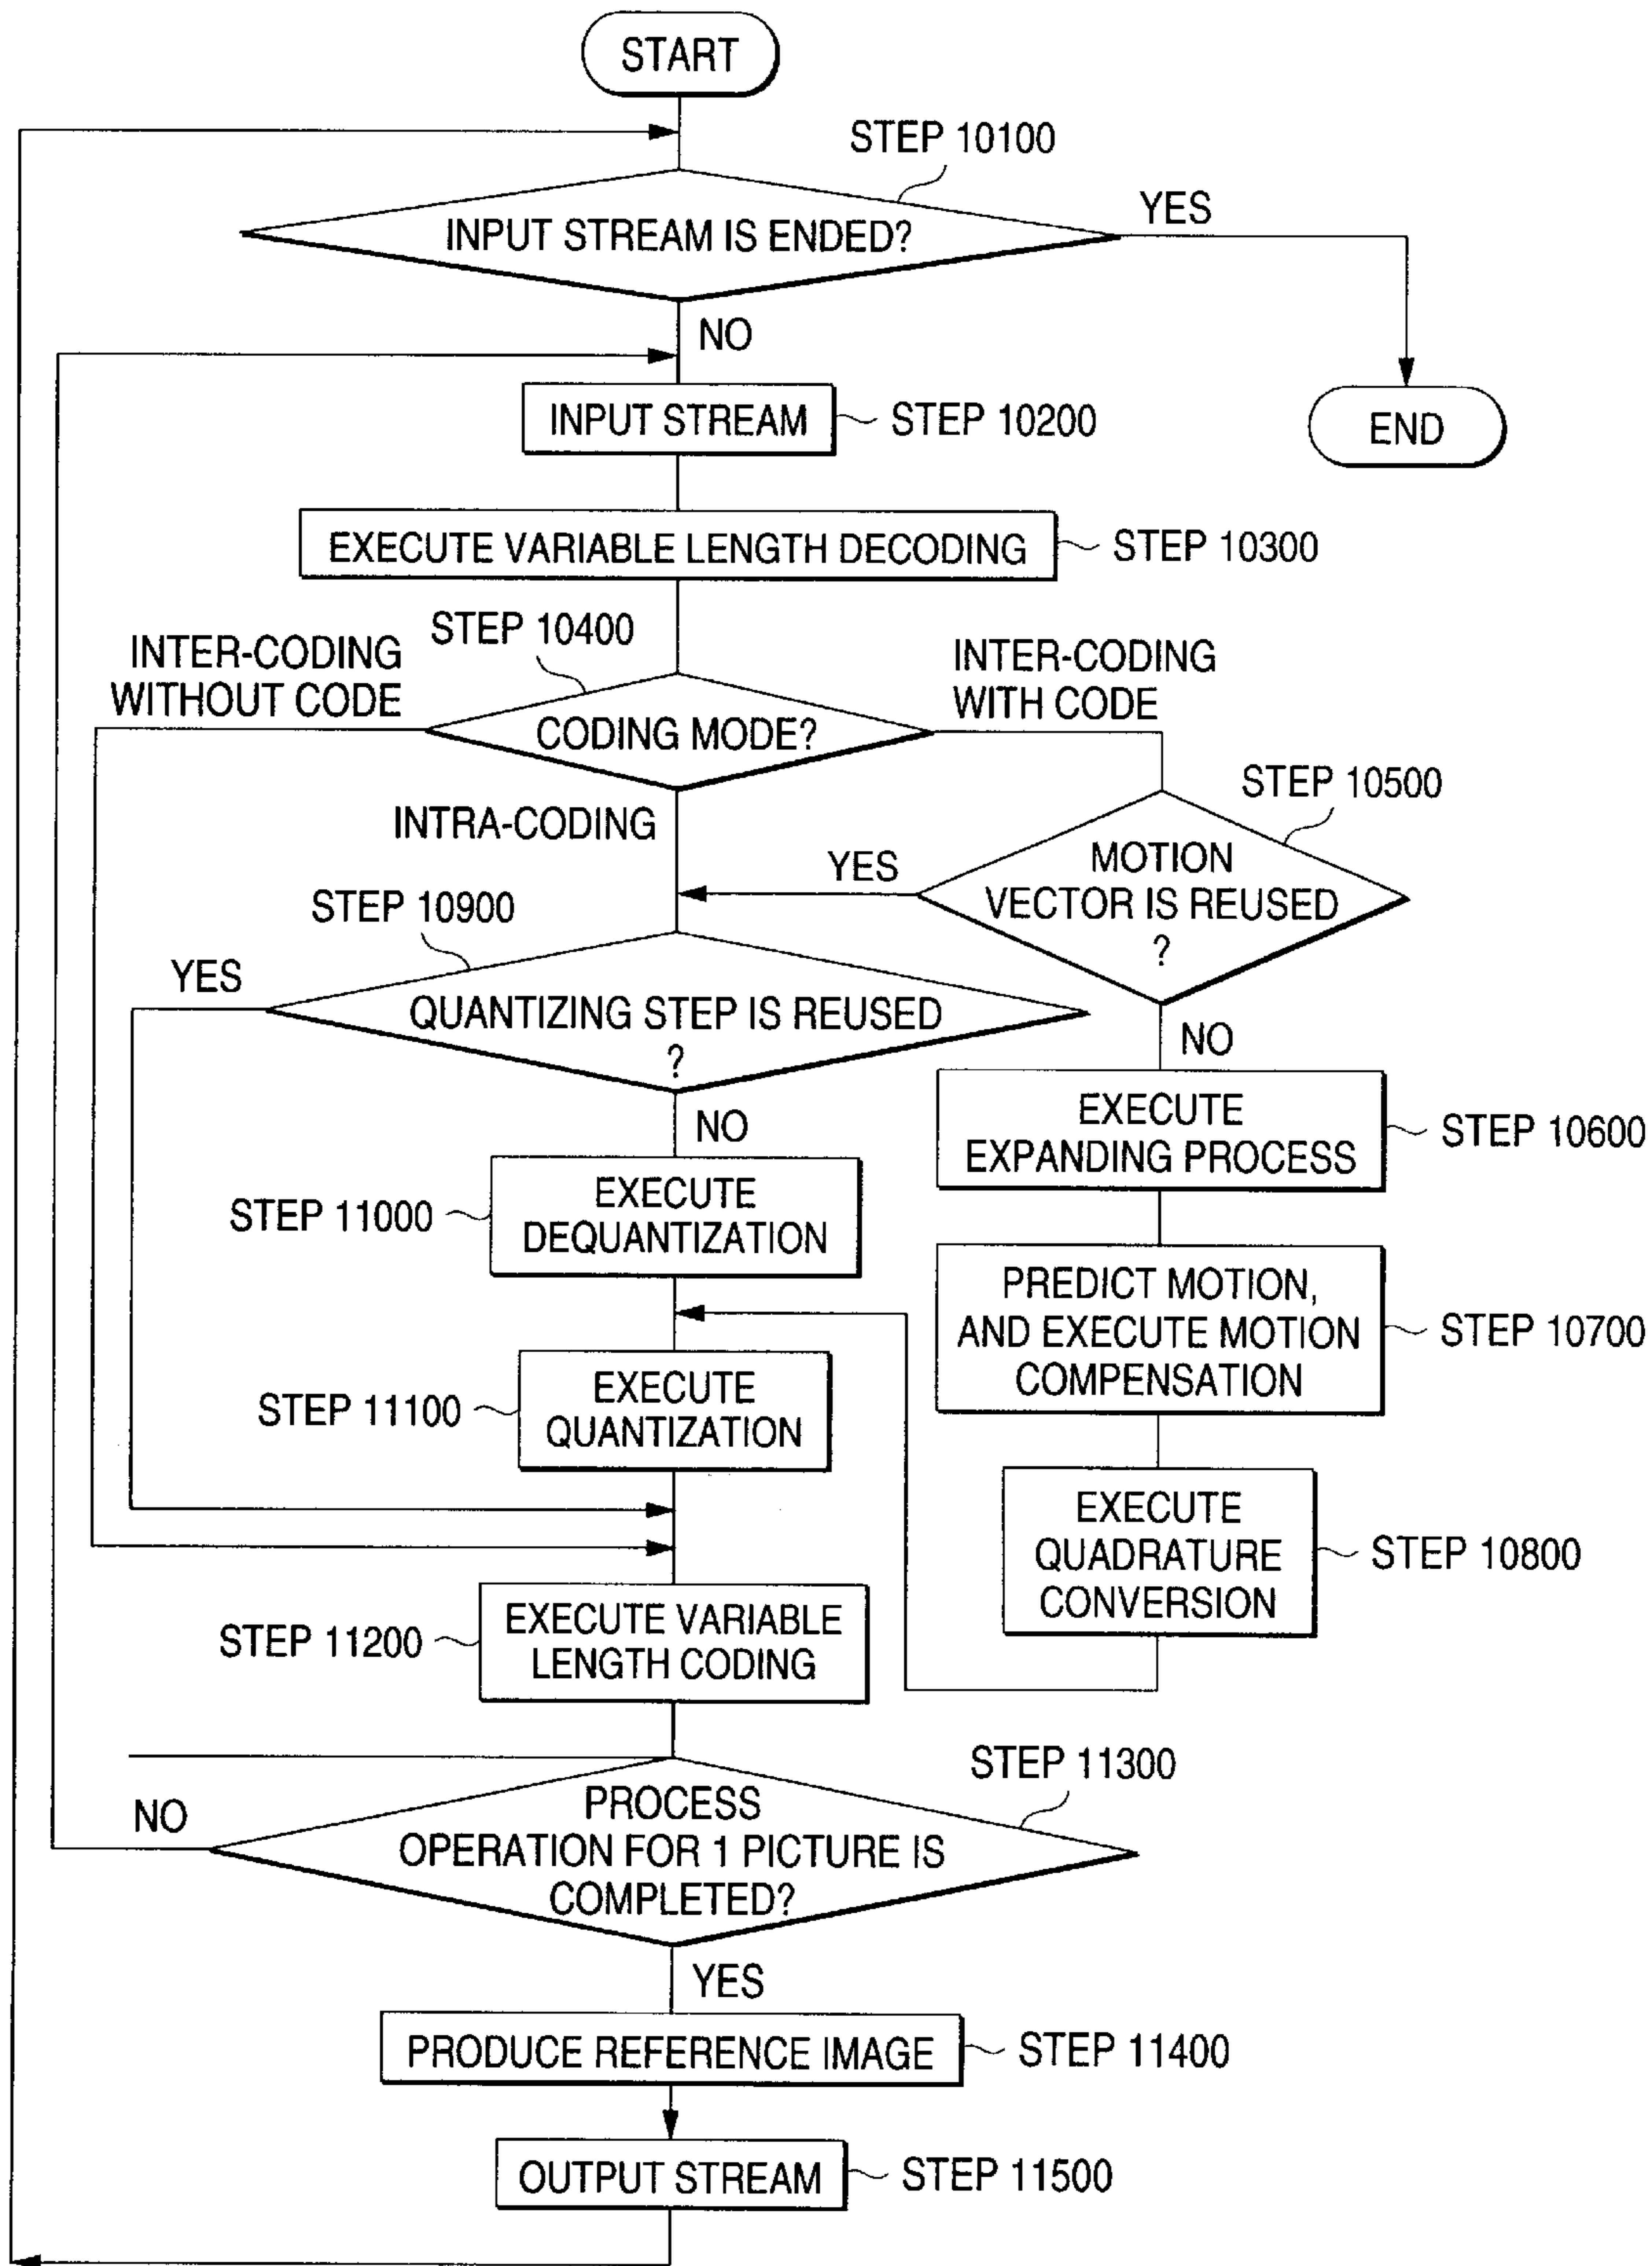 START
STEP 10100
INPUT STREAM IS ENDED?
YES
NO
INPUT STREAM
STEP 10200
END
EXECUTE VARIABLE LENGTH DECODING
STEP 10300
STEP 10400
INTER-CODING
WITHOUT CODE
INTER-CODING
WITH CODE
CODING MODE?
STEP 10500
INTRA-CODING
YES
MOTION
VECTOR IS REUSED
?
STEP 10900
YES
QUANTIZING STEP IS REUSED
?
NO
NO
EXECUTE
EXPANDING PROCESS
STEP 10600
STEP 11000
EXECUTE
DEQUANTIZATION
PREDICT MOTION,
AND EXECUTE MOTION
COMPENSATION
STEP 10700
STEP 11100
EXECUTE
QUANTIZATION
EXECUTE
QUADRATURE
CONVERSION
STEP 10800
STEP 11200
EXECUTE VARIABLE
LENGTH CODING
STEP 11300
NO
PROCESS
OPERATION FOR 1 PICTURE IS
COMPLETED?
YES
PRODUCE REFERENCE IMAGE
STEP 11400
OUTPUT STREAM
STEP 11500